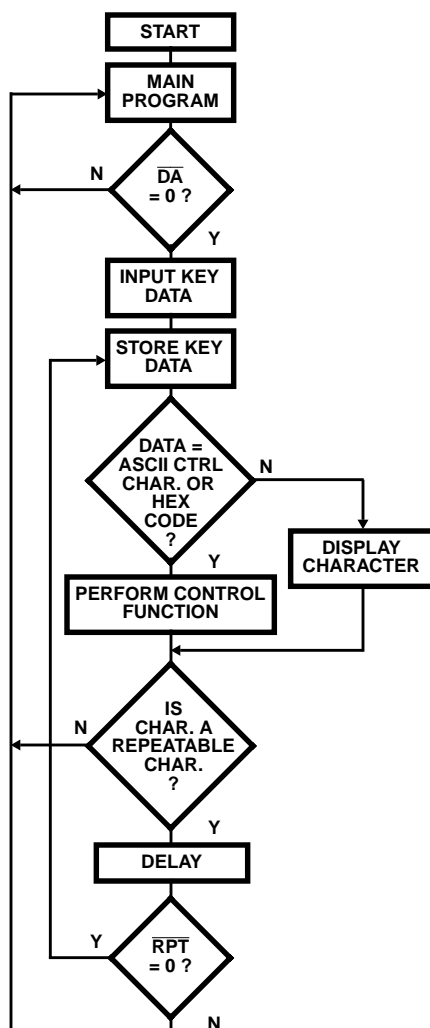 START
MAIN
PROGRAM
N
DA
= 0 ?
Y
INPUT KEY
DATA
STORE KEY
DATA
DATA =
ASCII CTRL
CHAR. OR
HEX
CODE
?
N
Y
DISPLAY
CHARACTER
PERFORM CONTROL
FUNCTION
IS
CHAR. A
REPEATABLE
CHAR.
?
N
Y
DELAY
Y
RPT
= 0 ?
N